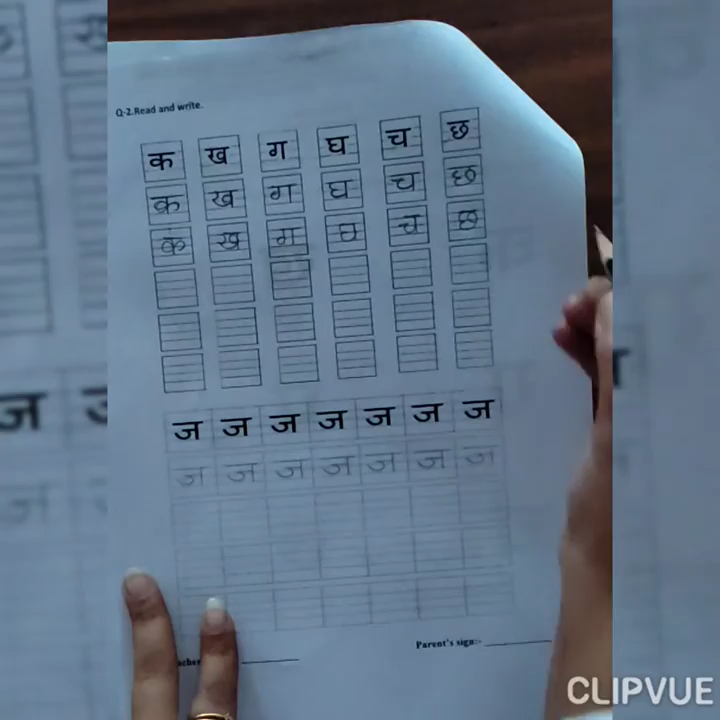 Q-2.Read and write.
क ख ग घ च छ
क ख ग घ च छ
क ख ग घ च छ
ज ज ज ज ज ज ज
ज ज ज ज ज ज ज
Parent's sign:-
CLIPVUE